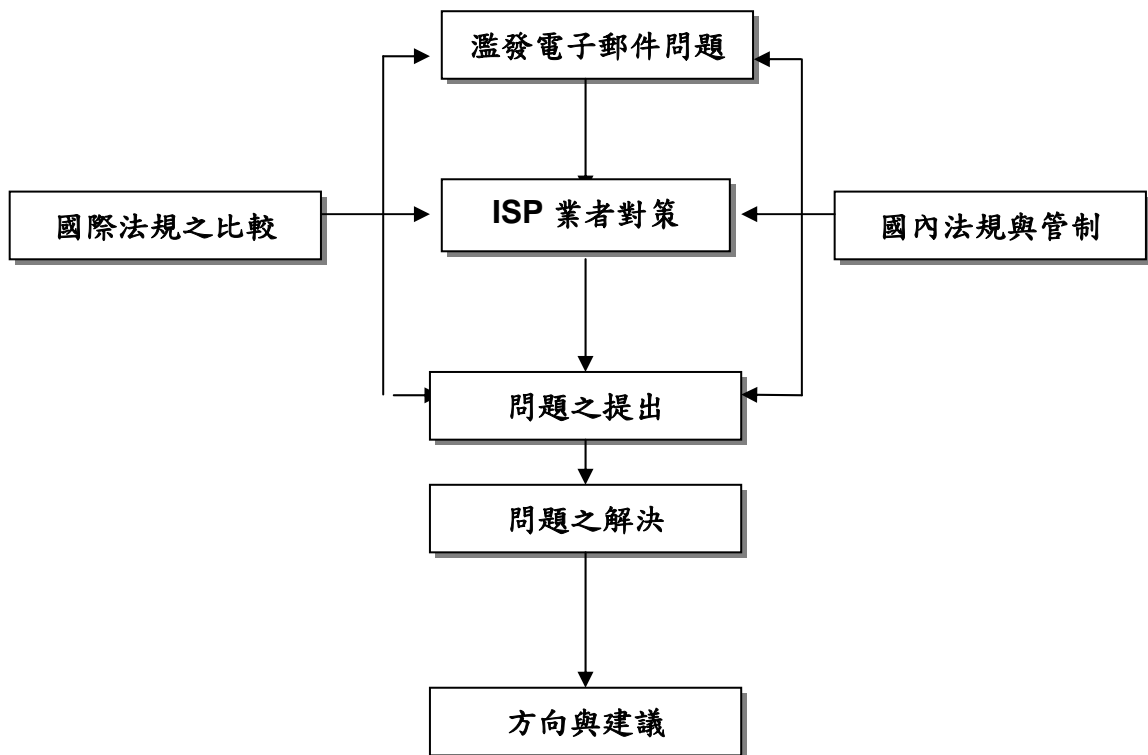 濫發電子郵件問題
國際法規之比較
ISP 業者對策
國內法規與管制
問題之提出
問題之解決
方向與建議